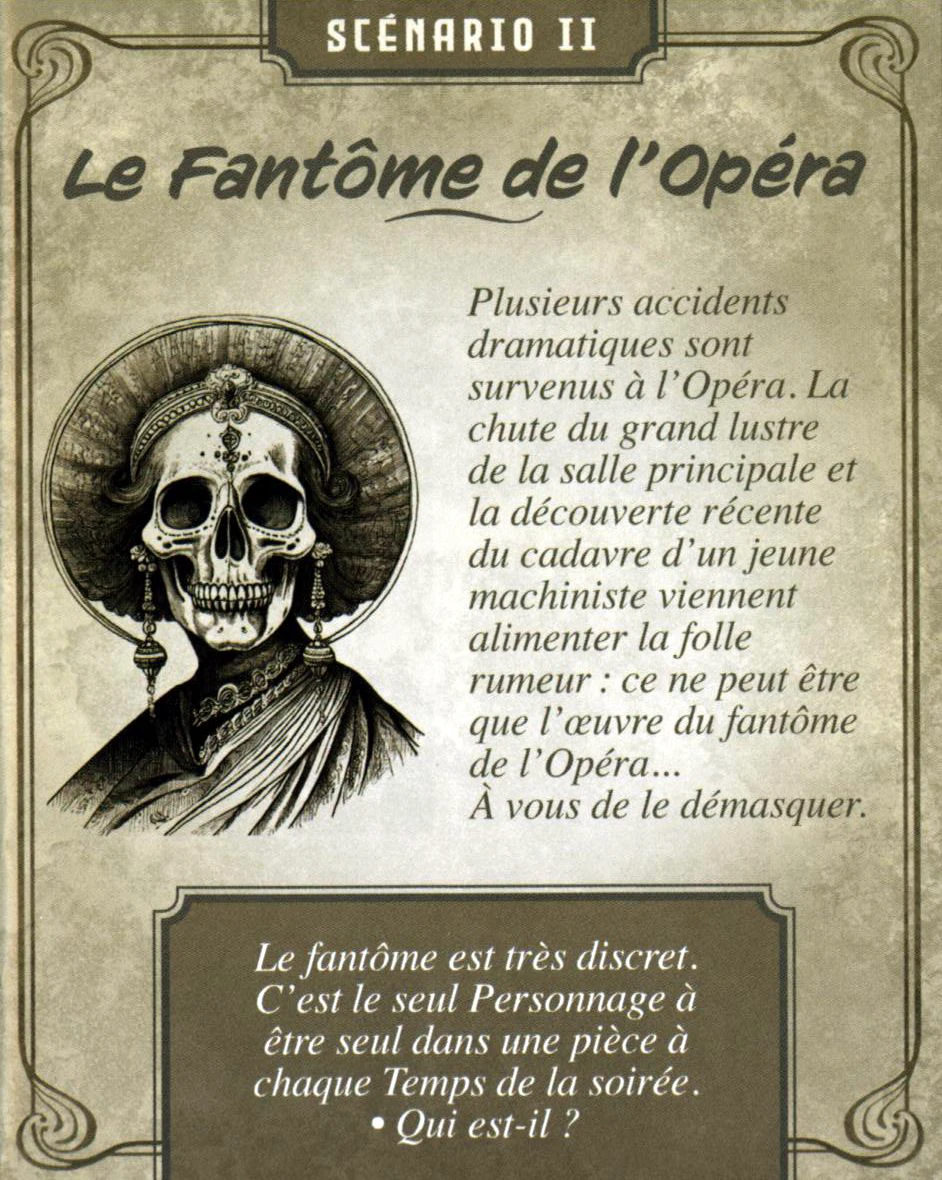 SCÉNARIO II
Le Fantôme de l'Opéra
Plusieurs accidents
dramatiques sont
survenus à l'Opéra. La
chute du grand lustre
de la salle principale et
la découverte récente
du cadavre d'un jeune
machiniste viennent
alimenter la folle
rumeur : ce ne peut être
que l'œuvre du fantôme
de l'Opéra...
À vous de le démasquer.
Le fantôme est très discret.
C'est le seul Personnage à
être seul dans une pièce à
chaque Temps de la soirée.
• Qui est-il ?